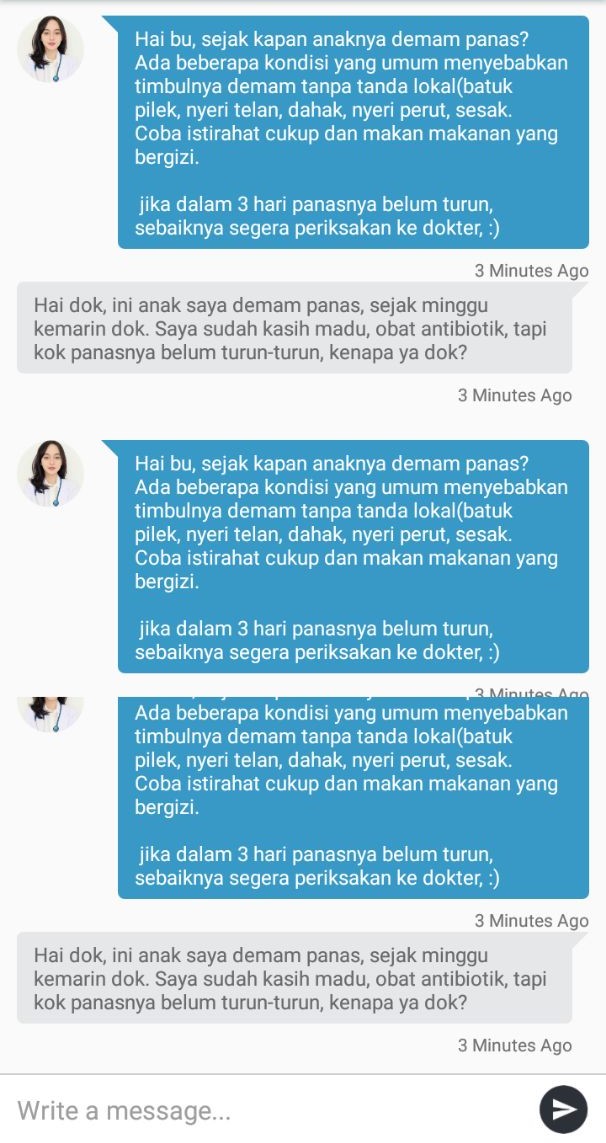 Hai bu, sejak kapan anaknya demam panas?
Ada beberapa kondisi yang umum menyebabkan
timbulnya demam tanpa tanda lokal(batuk
pilek, nyeri telan, dahak, nyeri perut, sesak.
Coba istirahat cukup dan makan makanan yang
bergizi.
jika dalam 3 hari panasnya belum turun,
sebaiknya segera periksakan ke dokter, :)
3 Minutes Ago
Hai dok, ini anak saya demam panas, sejak minggu
kemarin dok. Saya sudah kasih madu, obat antibiotik, tapi
kok panasnya belum turun-turun, kenapa ya dok?
3 Minutes Ago
Hai bu, sejak kapan anaknya demam panas?
Ada beberapa kondisi yang umum menyebabkan
timbulnya demam tanpa tanda lokal(batuk
pilek, nyeri telan, dahak, nyeri perut, sesak.
Coba istirahat cukup dan makan makanan yang
bergizi.
jika dalam 3 hari panasnya belum turun,
sebaiknya segera periksakan ke dokter, :)
3 Minutes Ago
Ada beberapa kondisi yang umum menyebabkan
timbulnya demam tanpa tanda lokal(batuk
pilek, nyeri telan, dahak, nyeri perut, sesak.
Coba istirahat cukup dan makan makanan yang
bergizi.
jika dalam 3 hari panasnya belum turun,
sebaiknya segera periksakan ke dokter, :)
3 Minutes Ago
Hai dok, ini anak saya demam panas, sejak minggu
kemarin dok. Saya sudah kasih madu, obat antibiotik, tapi
kok panasnya belum turun-turun, kenapa ya dok?
3 Minutes Ago
Write a message...